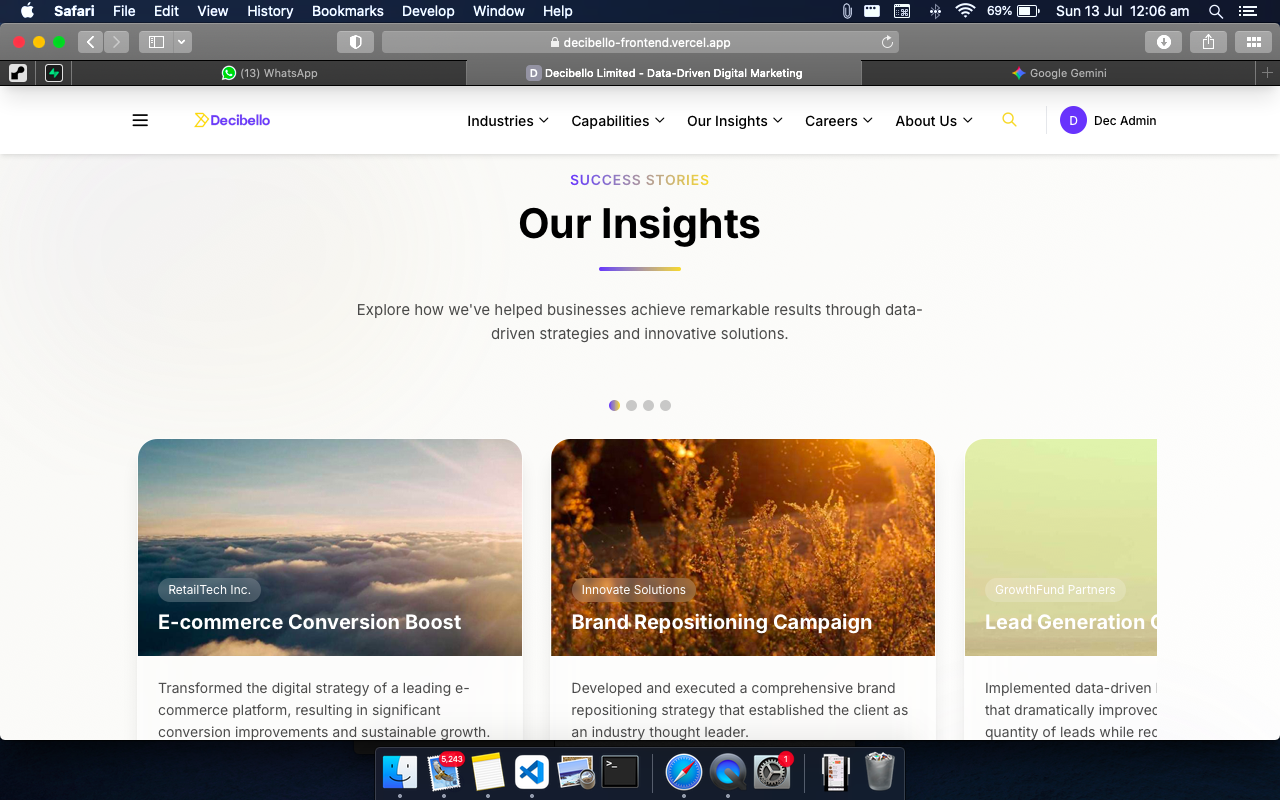 Safari File Edit View History Bookmarks Develop Window Help 69% Sun 13 Jul 12:06 am
decibello-frontend.vercel.app
(13) WhatsApp D Decibello Limited - Data-Driven Digital Marketing Google Gemini
Decibello Industries Capabilities Our Insights Careers About Us D Dec Admin
SUCCESS STORIES
Our Insights
Explore how we've helped businesses achieve remarkable results through data-
driven strategies and innovative solutions.
RetailTech Inc. Innovate Solutions GrowthFund Partners
E-commerce Conversion Boost Brand Repositioning Campaign Lead Generation
Transformed the digital strategy of a leading e- Developed and executed a comprehensive brand Implemented data-driven
commerce platform, resulting in significant repositioning strategy that established the client as that dramatically
conversion improvements and sustainable growth. an industry thought leader. quantity of leads while
5,243 >_ 1